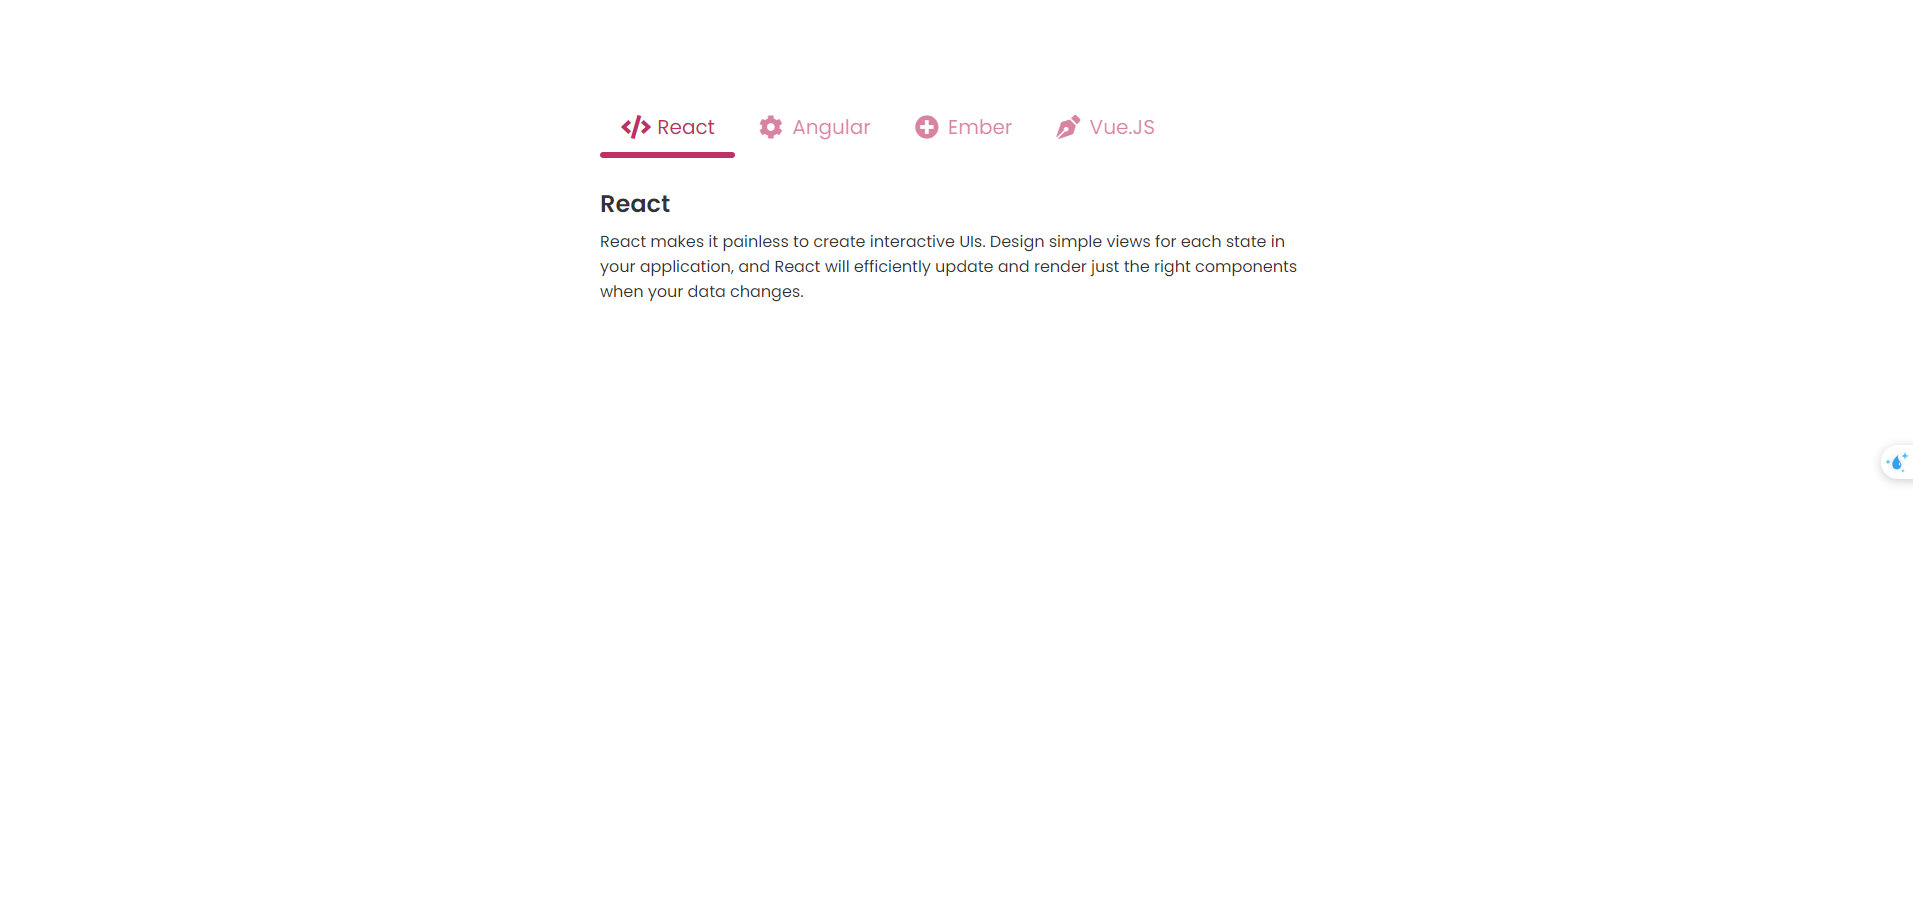 React Angular Ember Vue.JS
React
React makes it painless to create interactive UIs. Design simple views for each state in
your application, and React will efficiently update and render just the right components
when your data changes.